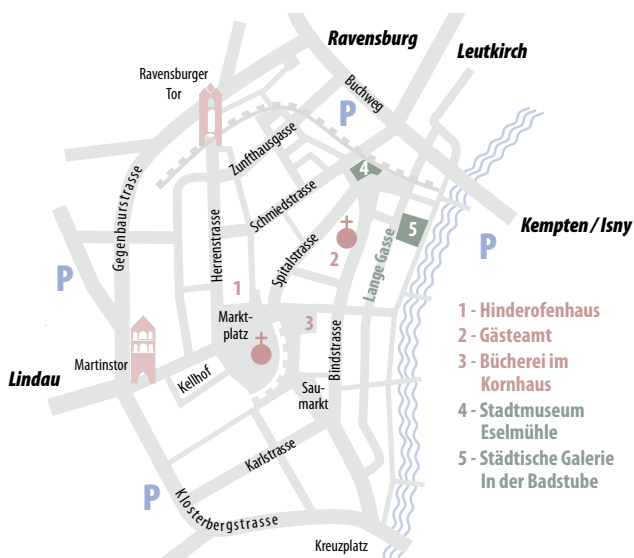 Ravensburg
Leutkirch
Ravensburger
Tor
Buchweg
P
Zunfthausgasse
4
Schmiedstrasse
Gegenbaurstrasse
Herrenstrasse
Spitalstrasse
2
Lange Gasse
5
Kempten / Isny
P
P
1
Markt-
platz
3
Bindstrasse
Martinstor
Lindau
Kellhof
Sau-
markt
Karlstrasse
P
Klosterbergstrasse
Kreuzplatz
1 - Hinderofenhaus
2 - Gästeamt
3 - Bücherei im
Kornhaus
4 - Stadtmuseum
Eselmühle
5 - Städtische Galerie
In der Badstube